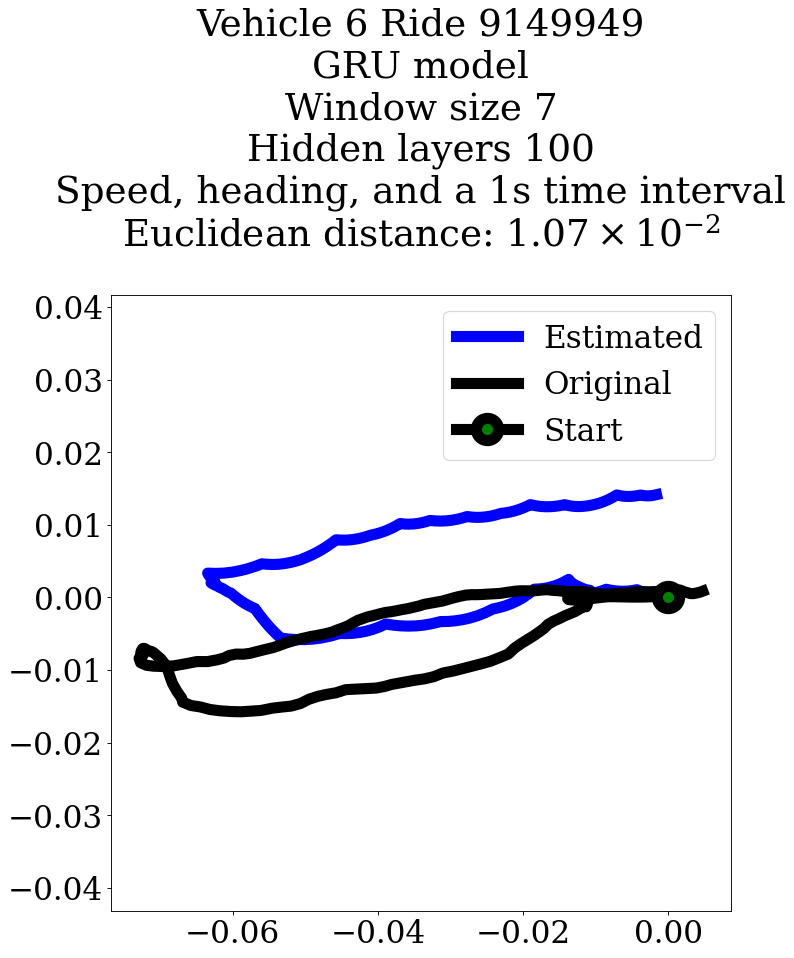 Vehicle 6 Ride 9149949
GRU model
Window size 7
Hidden layers 100
Speed, heading, and a 1s time interval
Euclidean distance: 1.07 × 10⁻²
Estimated
Original
Start
0.04
0.03
0.02
0.01
0.00
−0.01
−0.02
−0.03
−0.04
−0.06 −0.04 −0.02 0.00